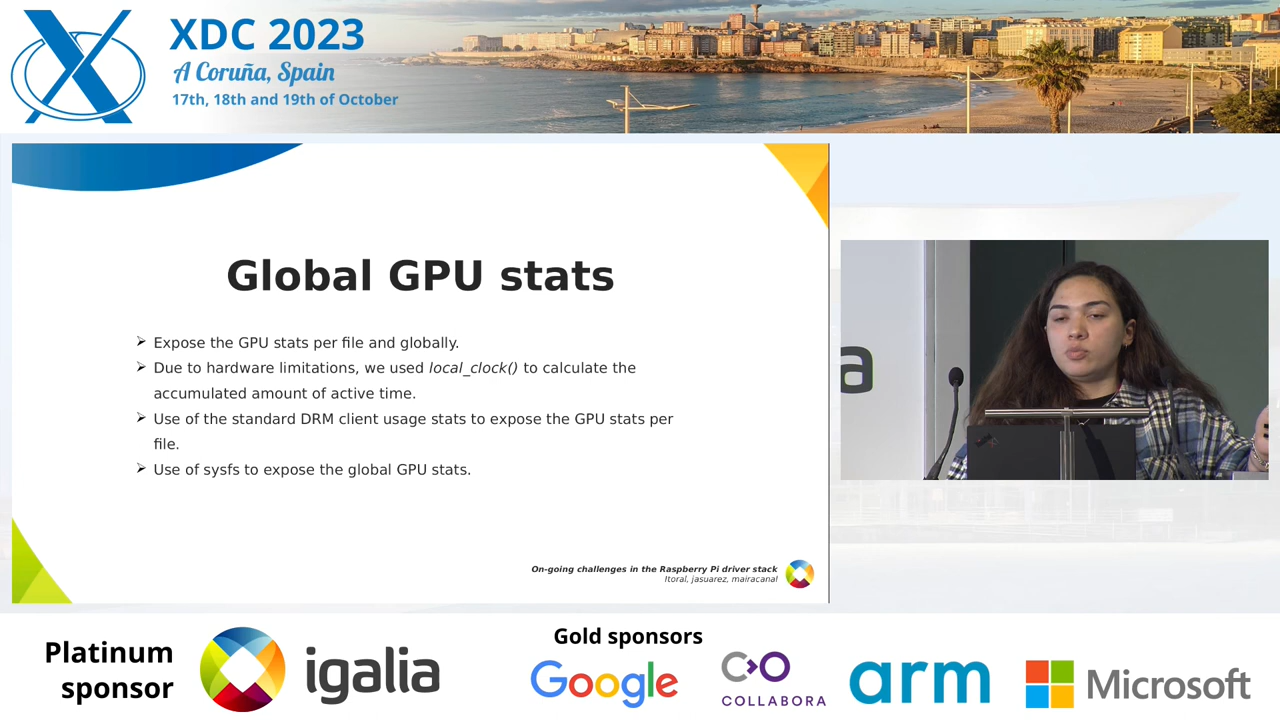 XDC 2023
A Coruña, Spain
17th, 18th and 19th of October
Global GPU stats
Expose the GPU stats per file and globally.
Due to hardware limitations, we used local_clock() to calculate the
accumulated amount of active time.
Use of the standard DRM client usage stats to expose the GPU stats per
file.
Use of sysfs to expose the global GPU stats.
On-going challenges in the Raspberry Pi driver stack
Itoral, jasuarez, mairacanal
a
Platinum
sponsor
igalia
Gold sponsors
Google
COLLABORA
arm
Microsoft